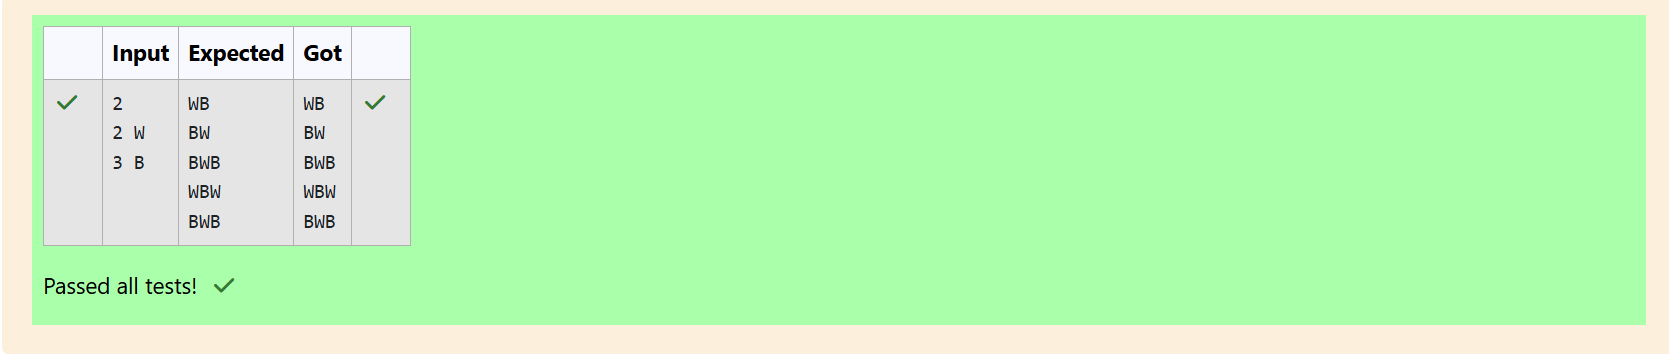 Input Expected Got
2 WB WB
2 W BW BW
3 B BWB BWB
WBW WBW
BWB BWB
Passed all tests!